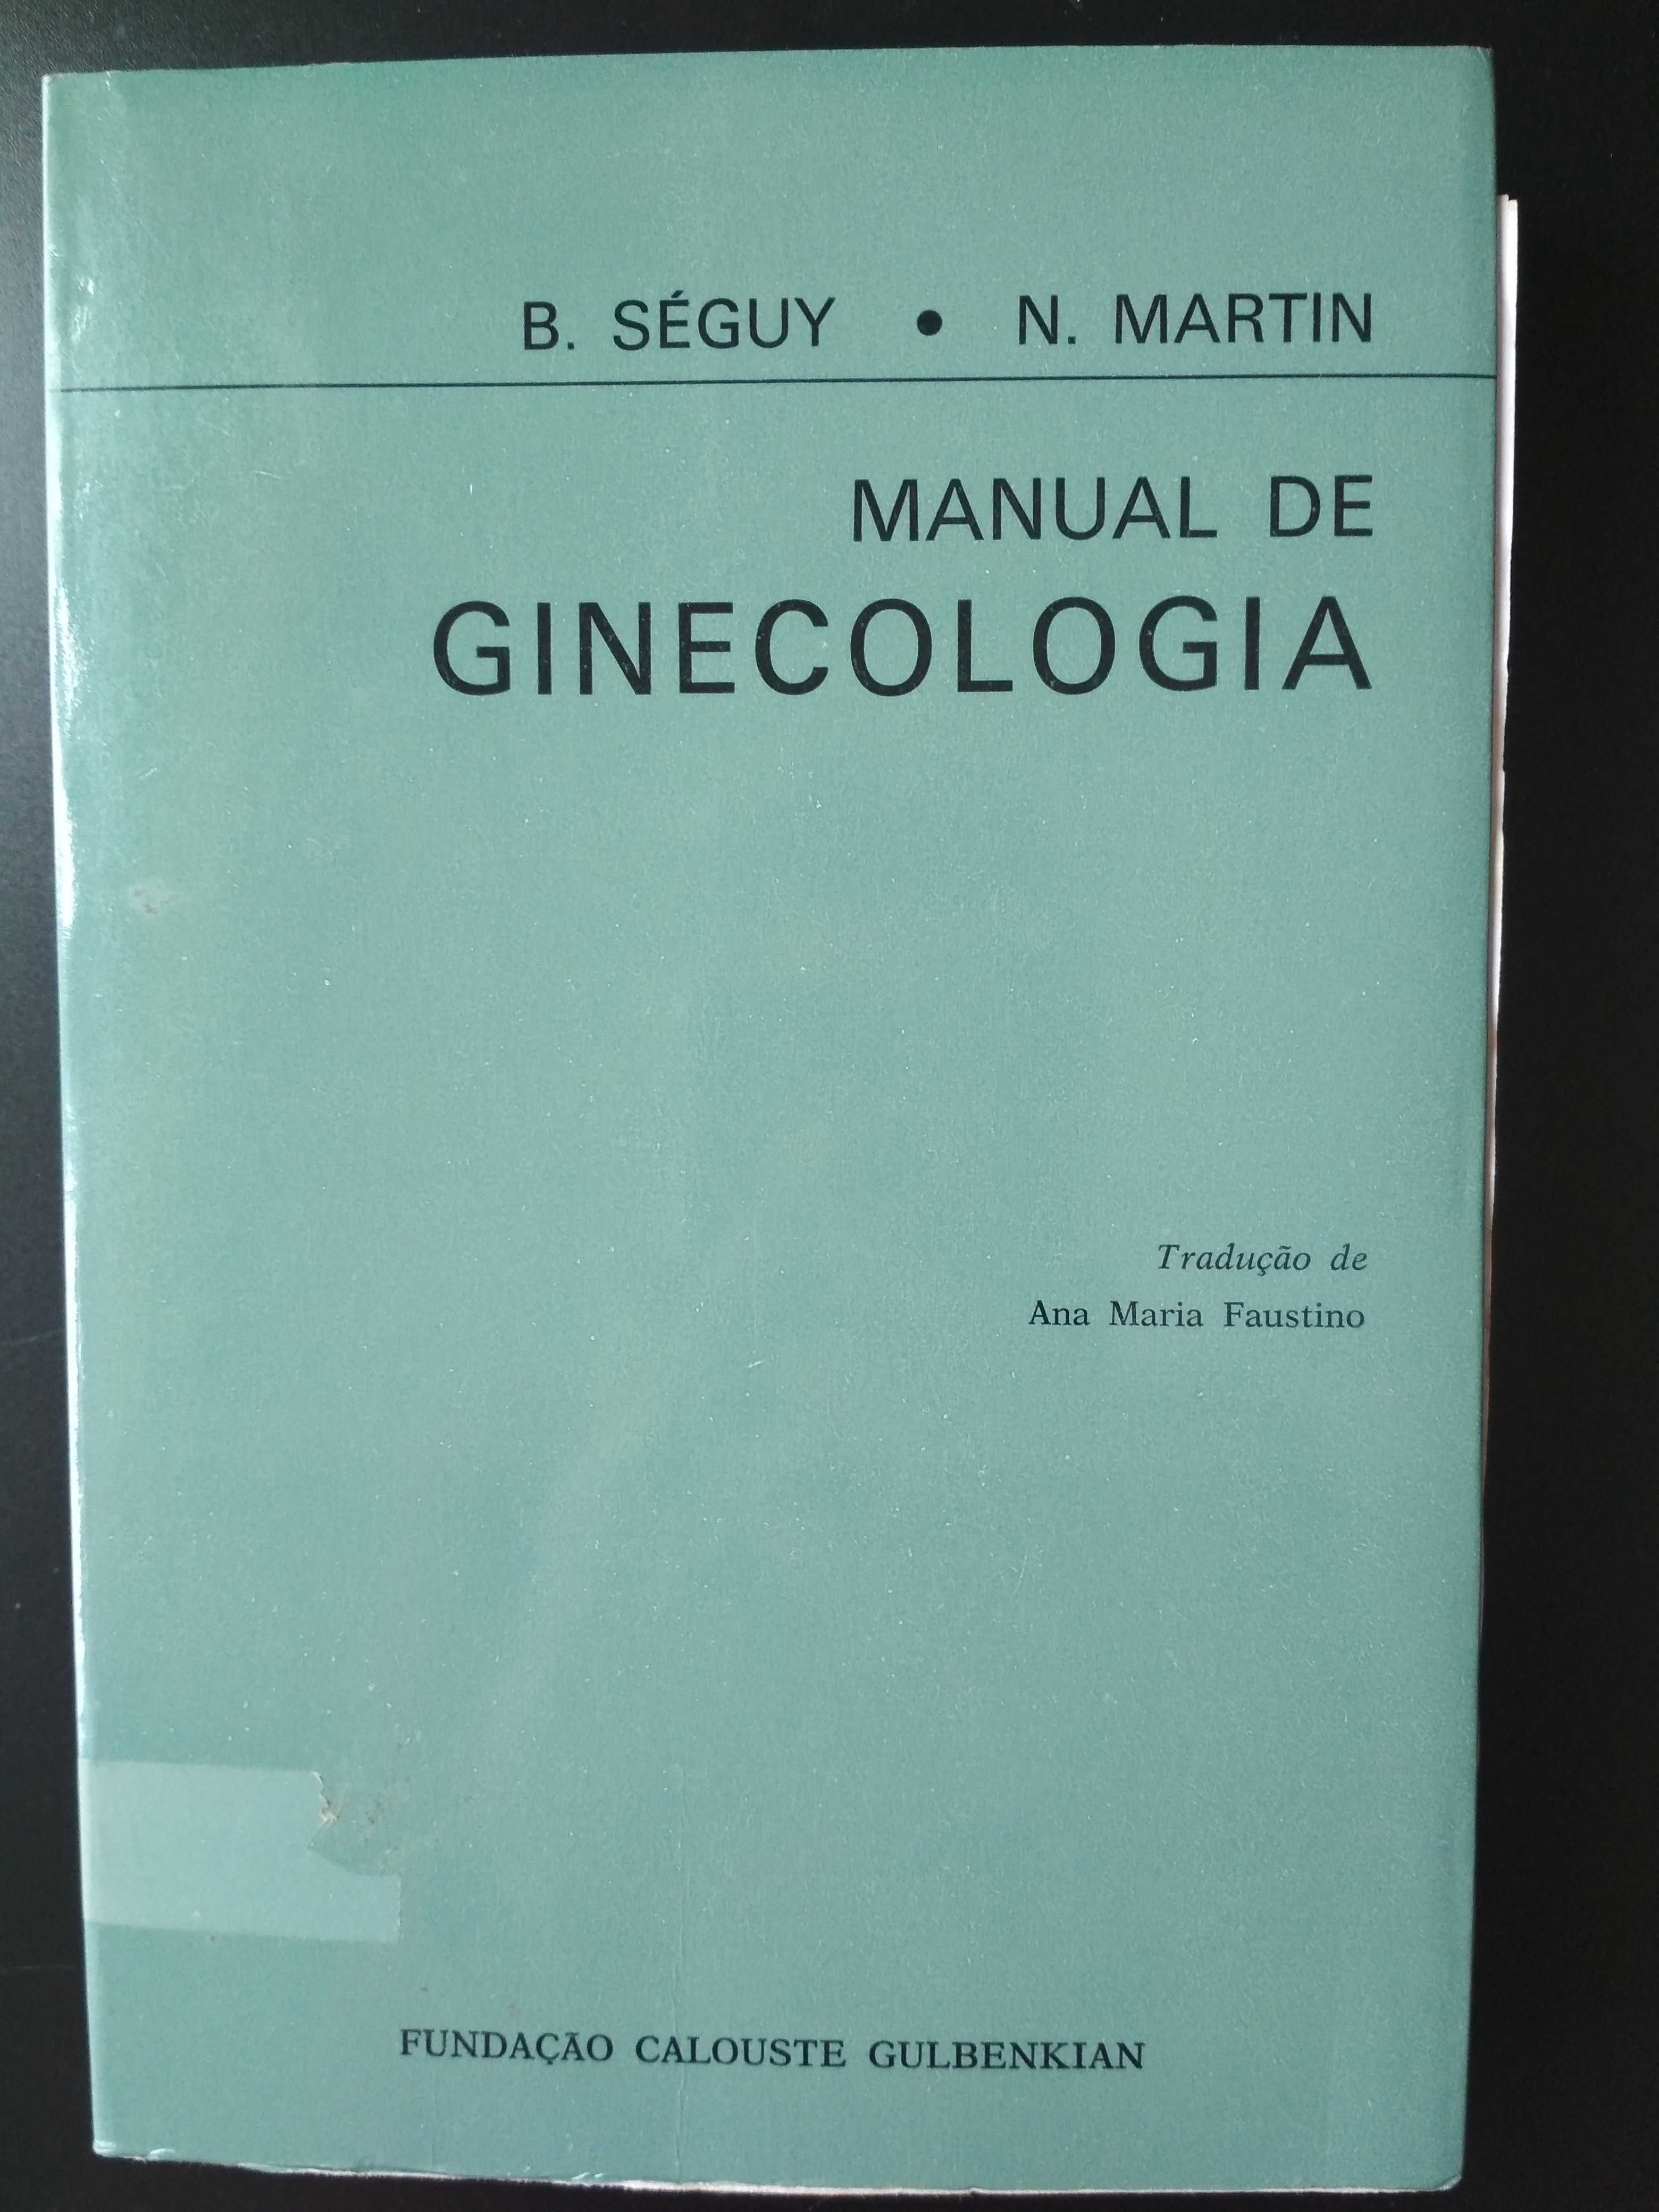 B. SÉGUY • N. MARTIN
MANUAL DE
GINECOLOGIA
Tradução de
Ana Maria Faustino
FUNDAÇÃO CALOUSTE GULBENKIAN